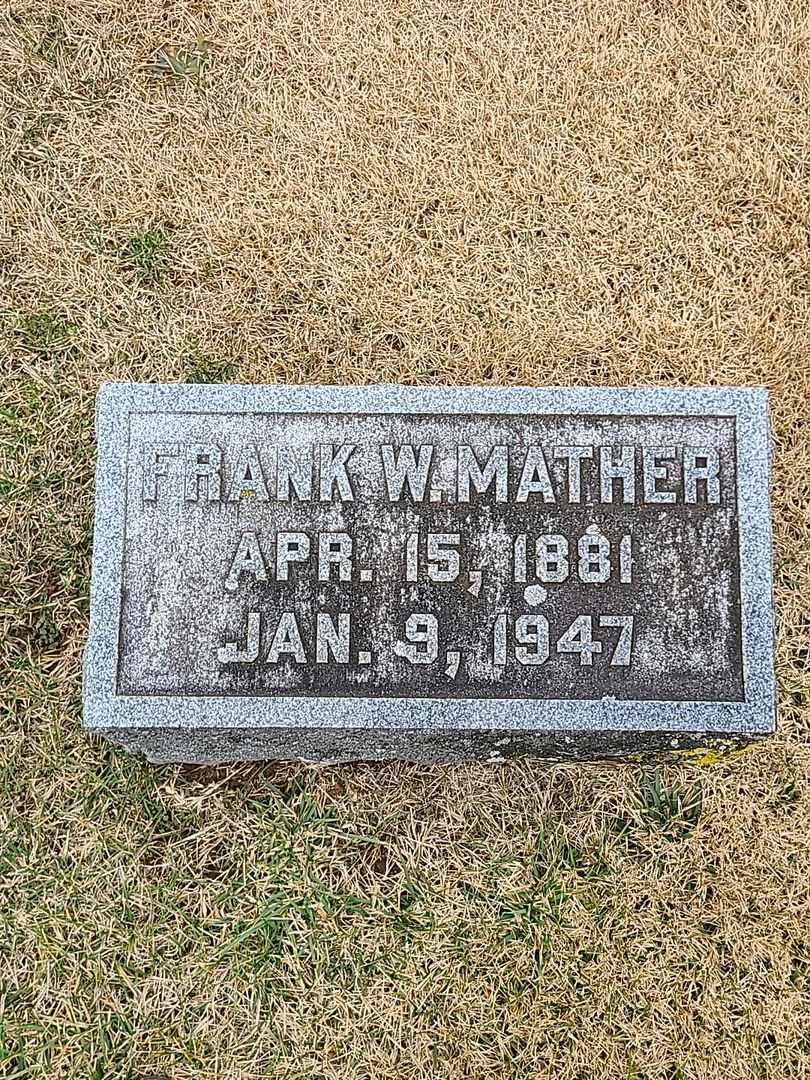 FRANK W. MATHER
APR. 15, 1881
JAN. 9, 1947